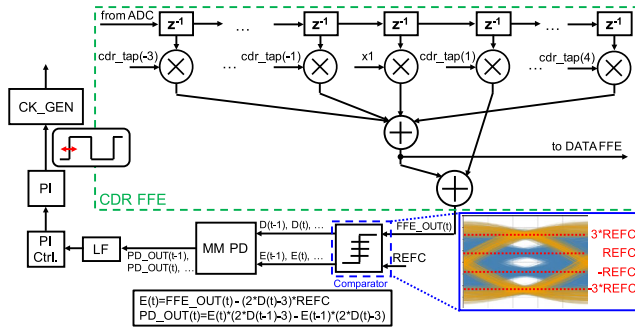 from ADC
z-1 ... z-1 z-1 z-1 ... z-1
cdr_tap(-3) ... cdr_tap(-1) x1 cdr_tap(1) ... cdr_tap(4)
CK_GEN
to DATA FFE
PI
CDR FFE
FFE_OUT(t)
D(t-1), D(t), ...
PI
Ctrl.
LF
MM PD
PD_OUT(t-1),
PD_OUT(t), ...
E(t-1), E(t), ...
REFC
Comparator
3*REFC
REFC
-REFC
-3*REFC
E(t)=FFE_OUT(t) - (2*D(t)-3)*REFC
PD_OUT(t)=E(t)*(2*D(t-1)-3) - E(t-1)*(2*D(t)-3)